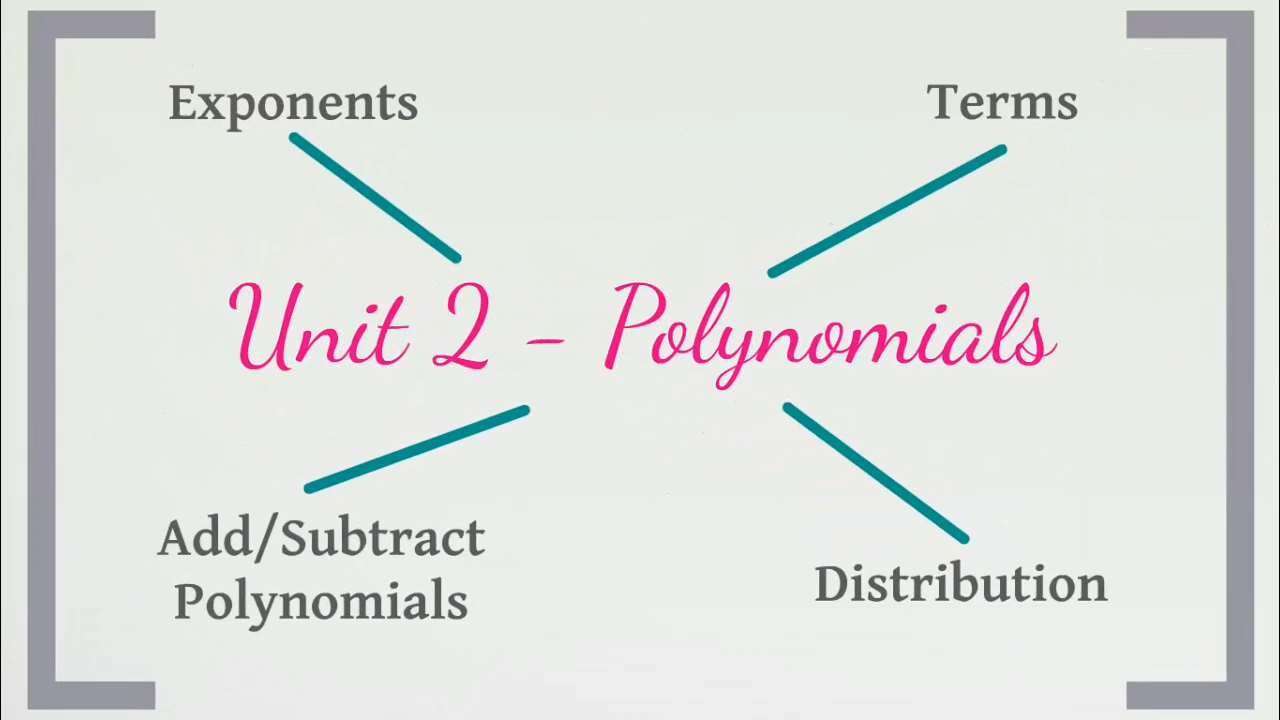 Exponents
Terms
Unit 2 - Polynomials
Add/Subtract
Polynomials
Distribution